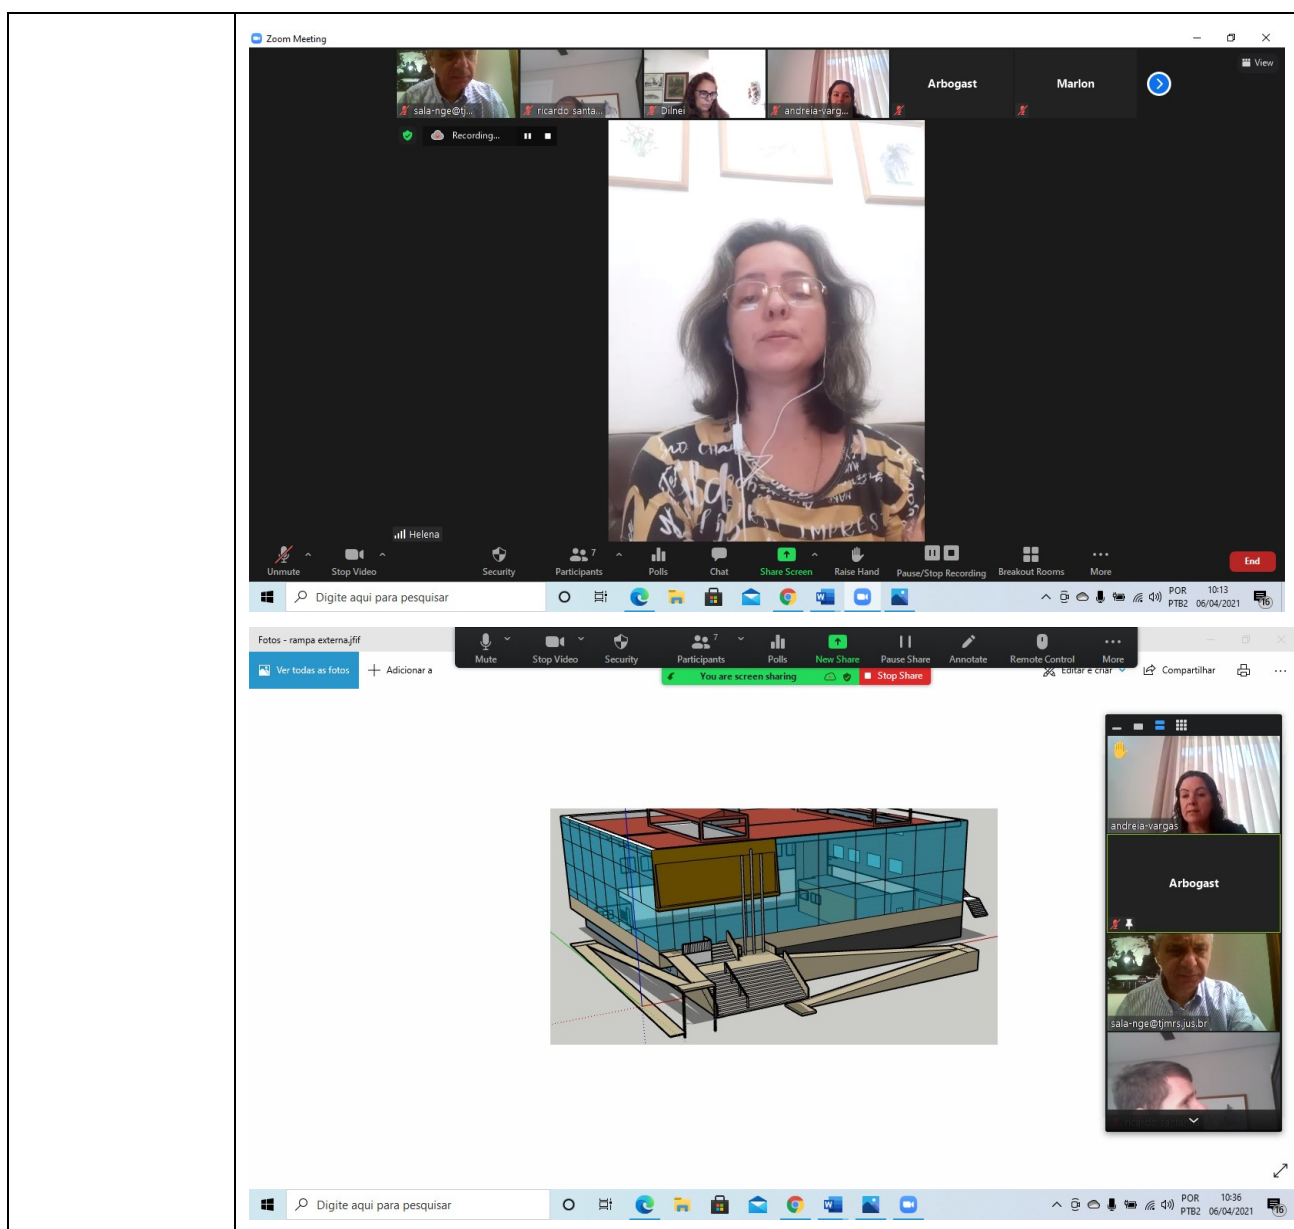 Zoom Meeting
View
sala-nge@tj...
ricardo santa...
Dilnei
andreia-varg...
Arbogast
Marlon
Recording...
Helena
Unmute
Stop Video
Security
Participants
7
Polls
Chat
Share Screen
Raise Hand
Pause/Stop Recording
Breakout Rooms
More
End
Digite aqui para pesquisar
POR 10:13
PTB2 06/04/2021
16
Fotos - rampa externa.jfif
Mute
Stop Video
Security
Participants
7
Polls
New Share
Pause Share
Annotate
Remote Control
More
Ver todas as fotos
Adicionar a
You are screen sharing
Stop Share
Editar e criar
Compartilhar
andreia-vargas
Arbogast
sala-nge@tjmrs.jus.br
Digite aqui para pesquisar
POR 10:36
PTB2 06/04/2021
16